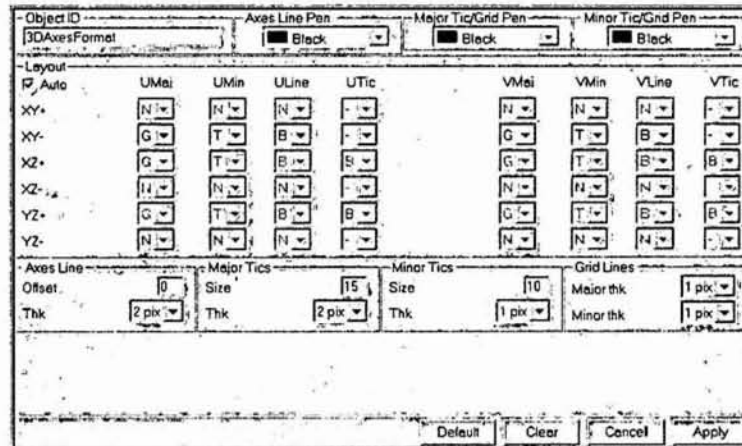 Object ID Axes Line Pen Major Tic/Grid Pen Minor Tic/Grid Pen
3DAxesFormat Black Black Black
Layout
Auto UMaj UMin ULine UTic VMaj VMin VLine VTic
XY+ N N N - N N N -
XY- G T B - G T B -
XZ+ G T B B G T B B
XZ- N N N - N N N
YZ+ G T B B G T B B
YZ- N N N - N N N -
Axes Line Major Tics Minor Tics Grid Lines
Offset 0 Size 15 Size 10 Major thk 1 pix
Thk 2 pix Thk 2 pix Thk 1 pix Minor thk 1 pix
Default Clear Cancel Apply